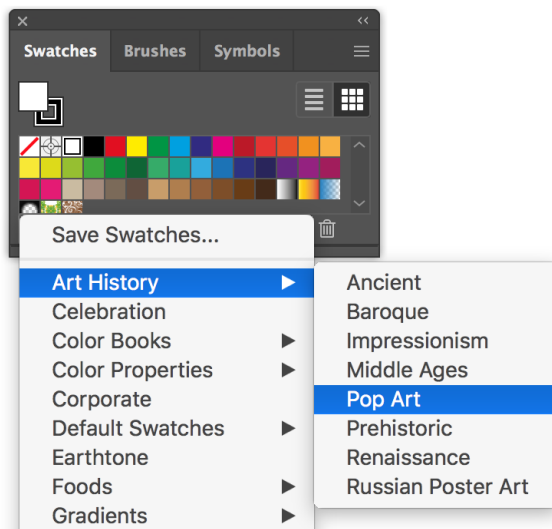 Swatches Brushes Symbols
Save Swatches...
Art History
Celebration
Color Books
Color Properties
Corporate
Default Swatches
Earthtone
Foods
Gradients
Ancient
Baroque
Impressionism
Middle Ages
Pop Art
Prehistoric
Renaissance
Russian Poster Art